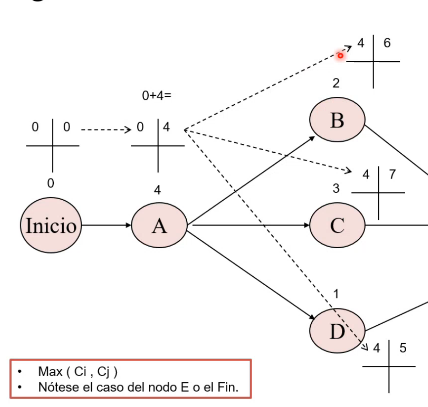 4 6
0+4=
2
0 0
0 4
B
4 7
0
4
3
Inicio
A
C
1
D
4 5
• Max ( Ci , Cj )
• Nótese el caso del nodo E o el Fin.